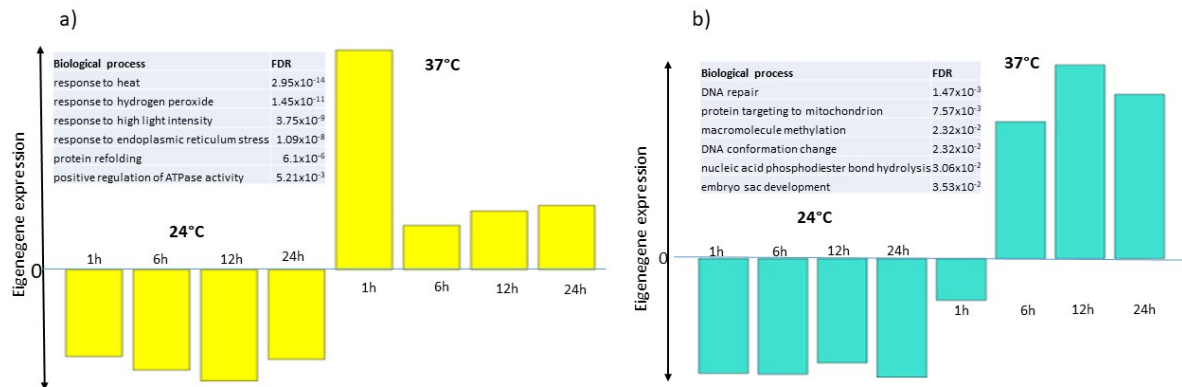 a)
Eigenegene expression
0
Biological process FDR
response to heat 2.95x10⁻¹⁴
response to hydrogen peroxide 1.45x10⁻¹¹
response to high light intensity 3.75x10⁻⁹
response to endoplasmic reticulum stress 1.09x10⁻⁸
protein refolding 6.1x10⁻⁶
positive regulation of ATPase activity 5.21x10⁻³
37°C
24°C
1h 6h 12h 24h
1h 6h 12h 24h
b)
Eigenegene expression
0
Biological process FDR
DNA repair 1.47x10⁻³
protein targeting to mitochondrion 7.57x10⁻³
macromolecule methylation 2.32x10⁻²
DNA conformation change 2.32x10⁻²
nucleic acid phosphodiester bond hydrolysis 3.06x10⁻²
embryo sac development 3.53x10⁻²
37°C
24°C
1h 6h 12h 24h
1h 6h 12h 24h